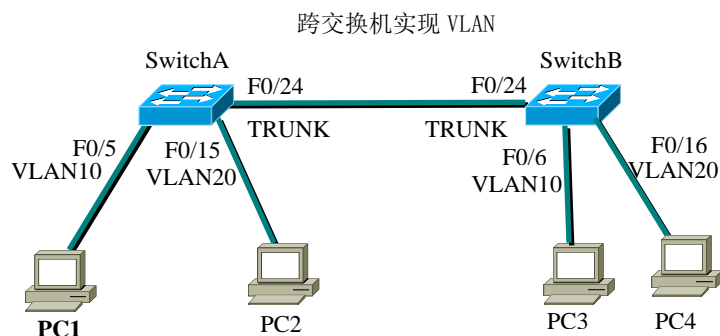 跨交换机实现 VLAN
SwitchA
SwitchB
F0/24
F0/24
TRUNK
TRUNK
F0/5
VLAN10
F0/15
VLAN20
F0/6
VLAN10
F0/16
VLAN20
PC1
PC2
PC3
PC4